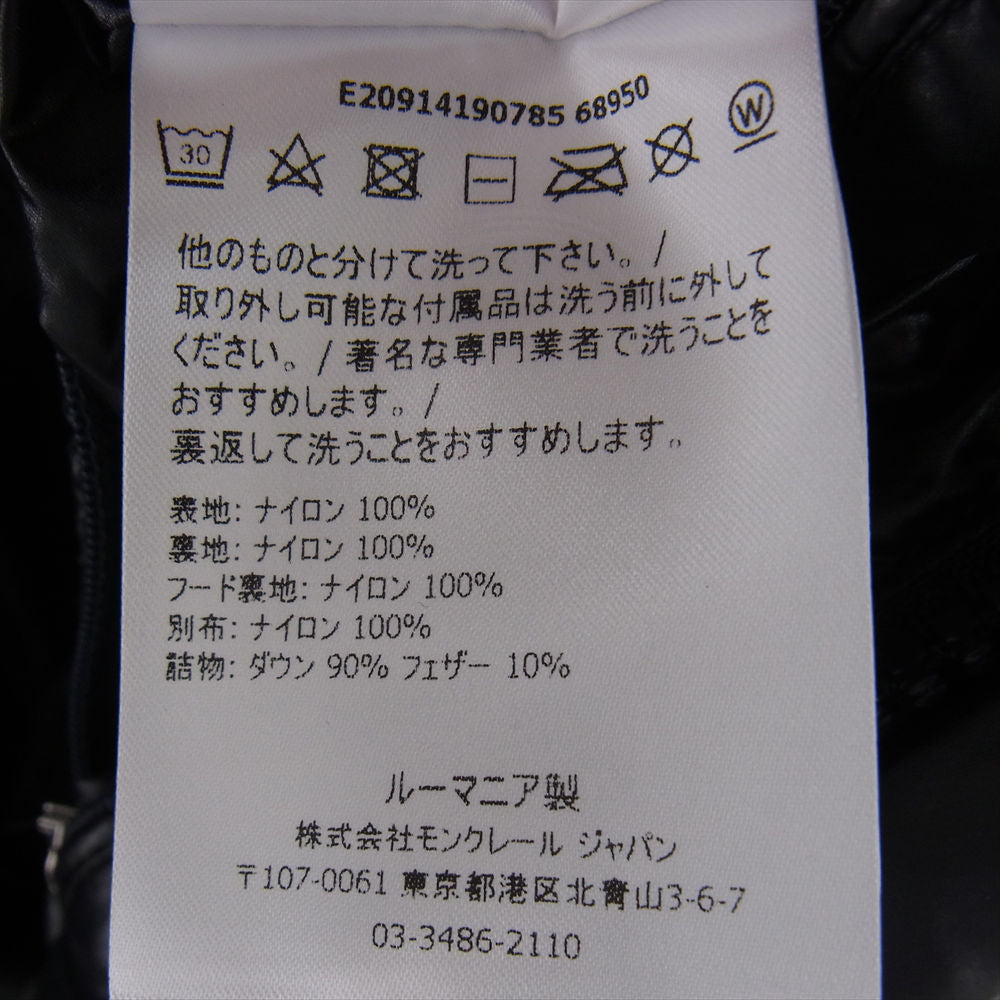 E20914190785 68950
30 W
他のものと分けて洗って下さい。/
取り外し可能な付属品は洗う前に外して
ください。/ 著名な専門業者で洗うことを
おすすめします。/
裏返して洗うことをおすすめします。
表地: ナイロン 100%
裏地: ナイロン 100%
フード裏地: ナイロン 100%
別布: ナイロン 100%
詰物: ダウン 90% フェザー 10%
ルーマニア製
株式会社モンクレール ジャパン
〒107-0061 東京都港区北青山3-6-7
03-3486-2110